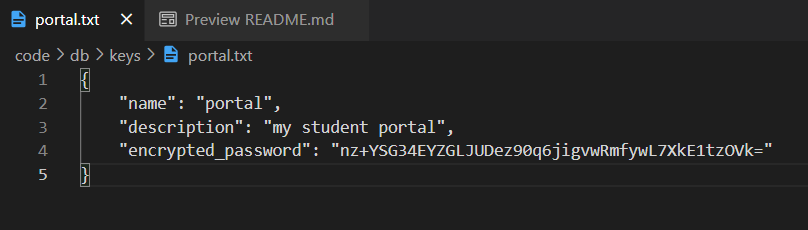 portal.txt × Preview README.md
code > db > keys > portal.txt
1 {
2 "name": "portal",
3 "description": "my student portal",
4 "encrypted_password": "nz+YSG34EYZGLJUDez90q6jigvwRmfywL7XkE1tzOVk="
5 }